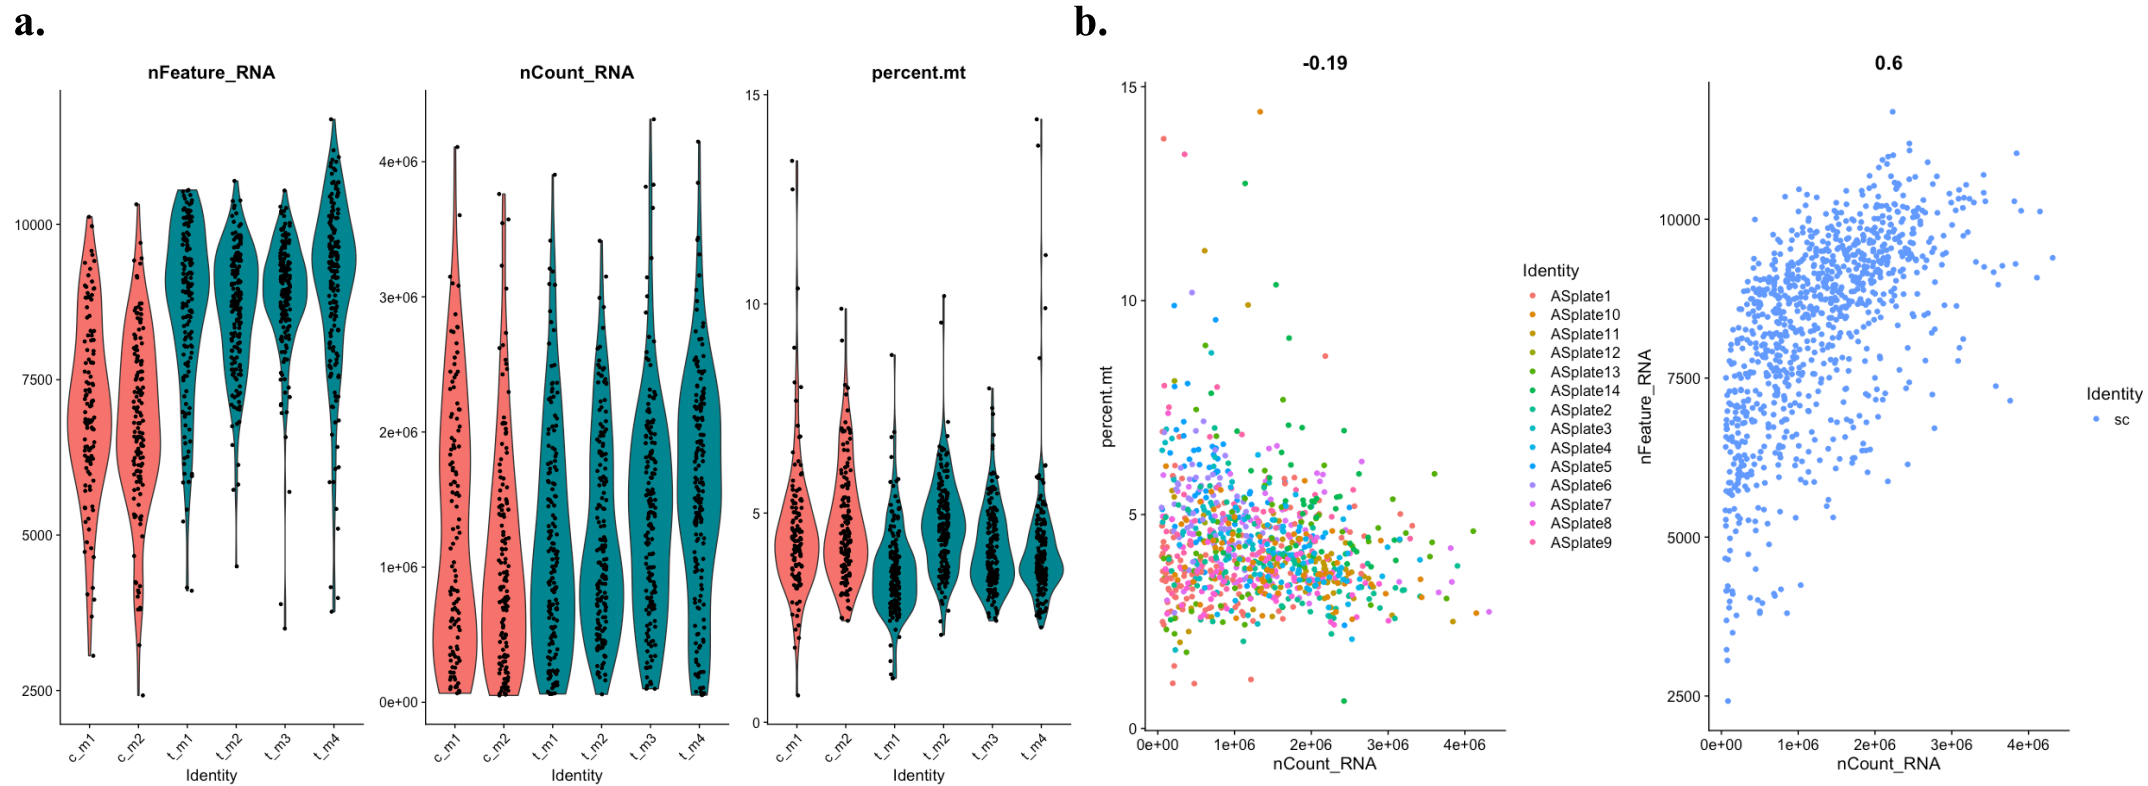 a.
nFeature_RNA
10000
7500
5000
2500
c_m1
c_m2
t_m1
t_m2
t_m3
t_m4
Identity
nCount_RNA
4e+06
3e+06
2e+06
1e+06
0e+00
c_m1
c_m2
t_m1
t_m2
t_m3
t_m4
Identity
percent.mt
15
10
5
0
c_m1
c_m2
t_m1
t_m2
t_m3
t_m4
Identity
b.
-0.19
percent.mt
15
10
5
0
0e+00
1e+06
2e+06
3e+06
4e+06
nCount_RNA
Identity
ASplate1
ASplate10
ASplate11
ASplate12
ASplate13
ASplate14
ASplate2
ASplate3
ASplate4
ASplate5
ASplate6
ASplate7
ASplate8
ASplate9
0.6
nFeature_RNA
10000
7500
5000
2500
0e+00
1e+06
2e+06
3e+06
4e+06
nCount_RNA
Identity
sc